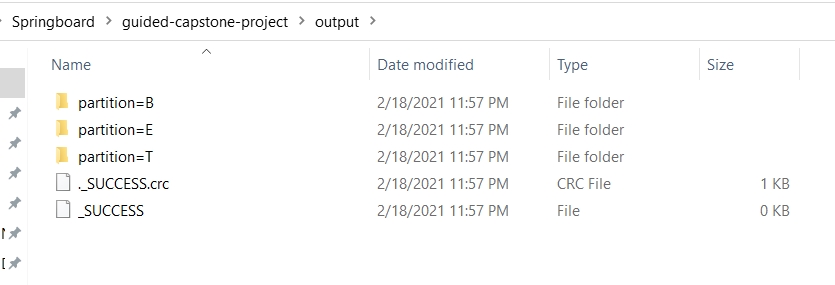 Springboard > guided-capstone-project > output >
Name Date modified Type Size
partition=B 2/18/2021 11:57 PM File folder
partition=E 2/18/2021 11:57 PM File folder
partition=T 2/18/2021 11:57 PM File folder
._SUCCESS.crc 2/18/2021 11:57 PM CRC File 1 KB
_SUCCESS 2/18/2021 11:57 PM File 0 KB